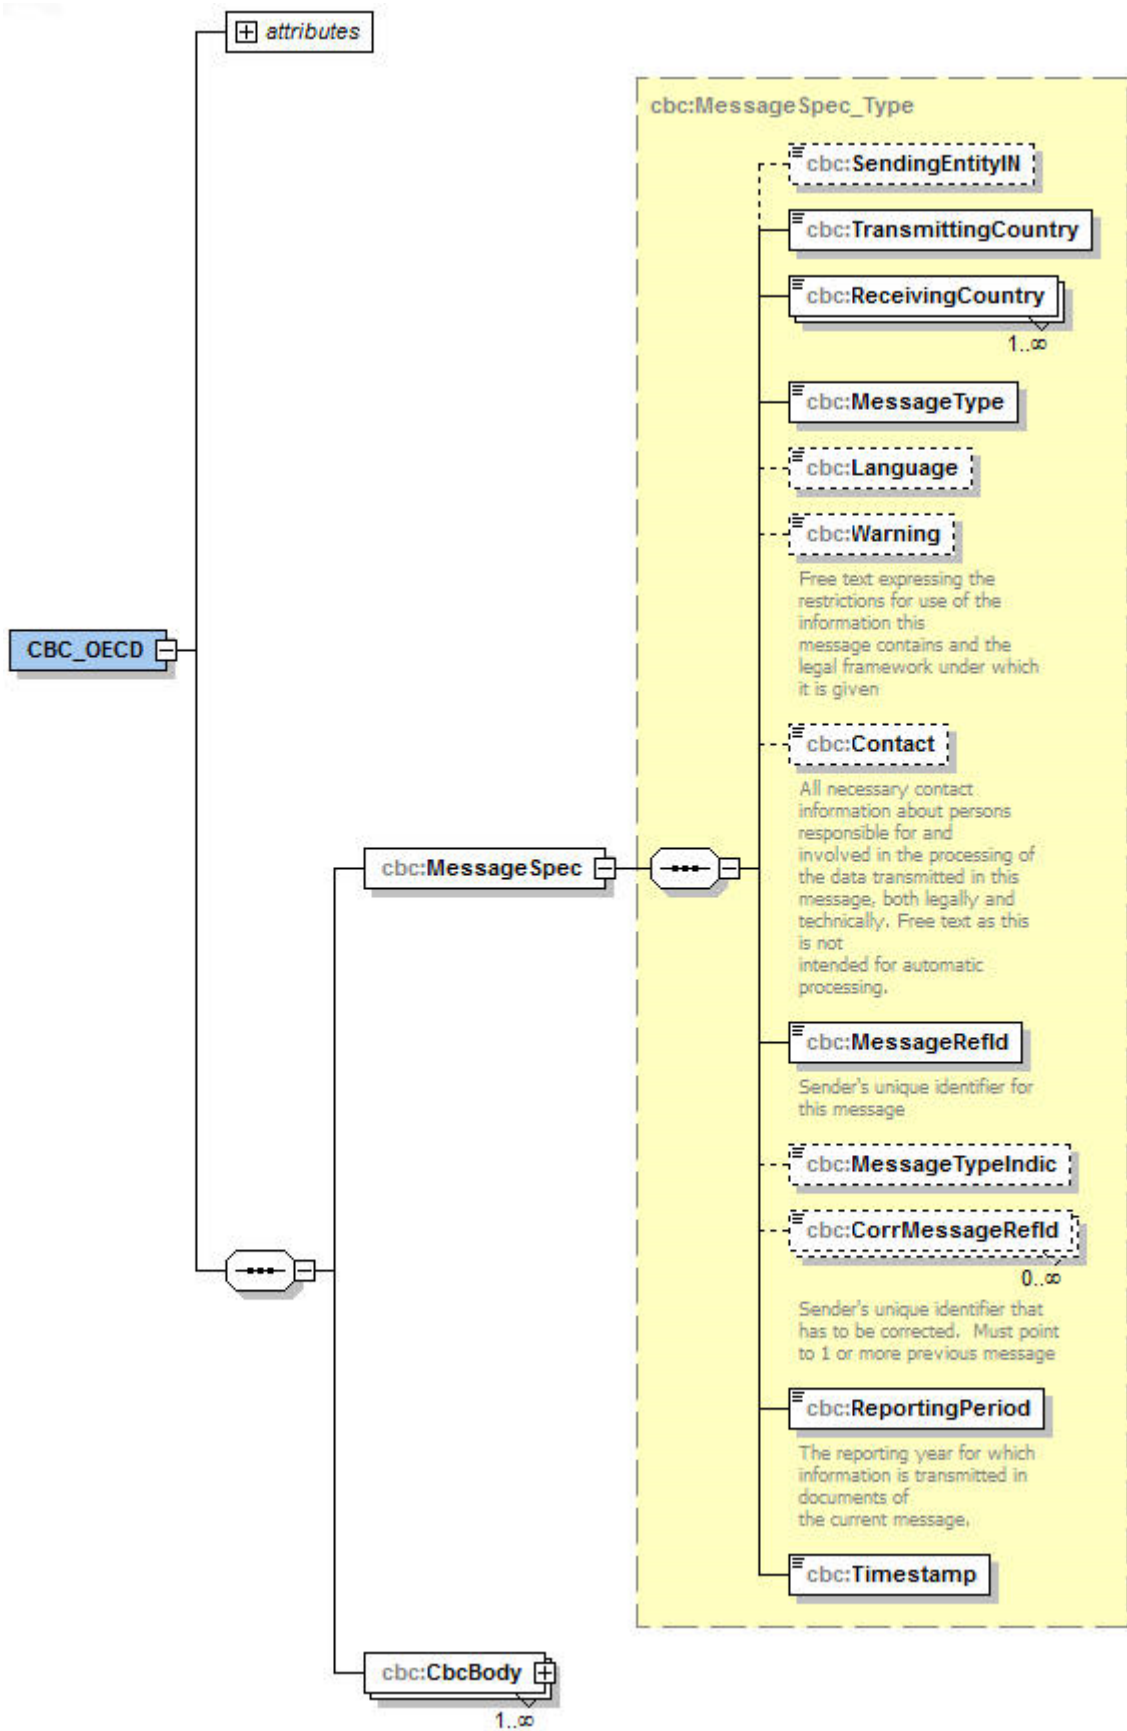 attributes
cbc:MessageSpec_Type
cbc:SendingEntityIN
cbc:TransmittingCountry
cbc:ReceivingCountry
1..∞
cbc:MessageType
cbc:Language
cbc:Warning
Free text expressing the
restrictions for use of the
information this
message contains and the
legal framework under which
it is given
CBC_OECD
cbc:Contact
All necessary contact
information about persons
responsible for and
involved in the processing of
the data transmitted in this
message, both legally and
technically. Free text as this
is not
intended for automatic
processing.
cbc:MessageSpec
cbc:MessageRefId
Sender's unique identifier for
this message
cbc:MessageTypeIndic
cbc:CorrMessageRefId
0..∞
Sender's unique identifier that
has to be corrected.  Must point
to 1 or more previous message
cbc:ReportingPeriod
The reporting year for which
information is transmitted in
documents of
the current message.
cbc:Timestamp
cbc:CbcBody
1..∞